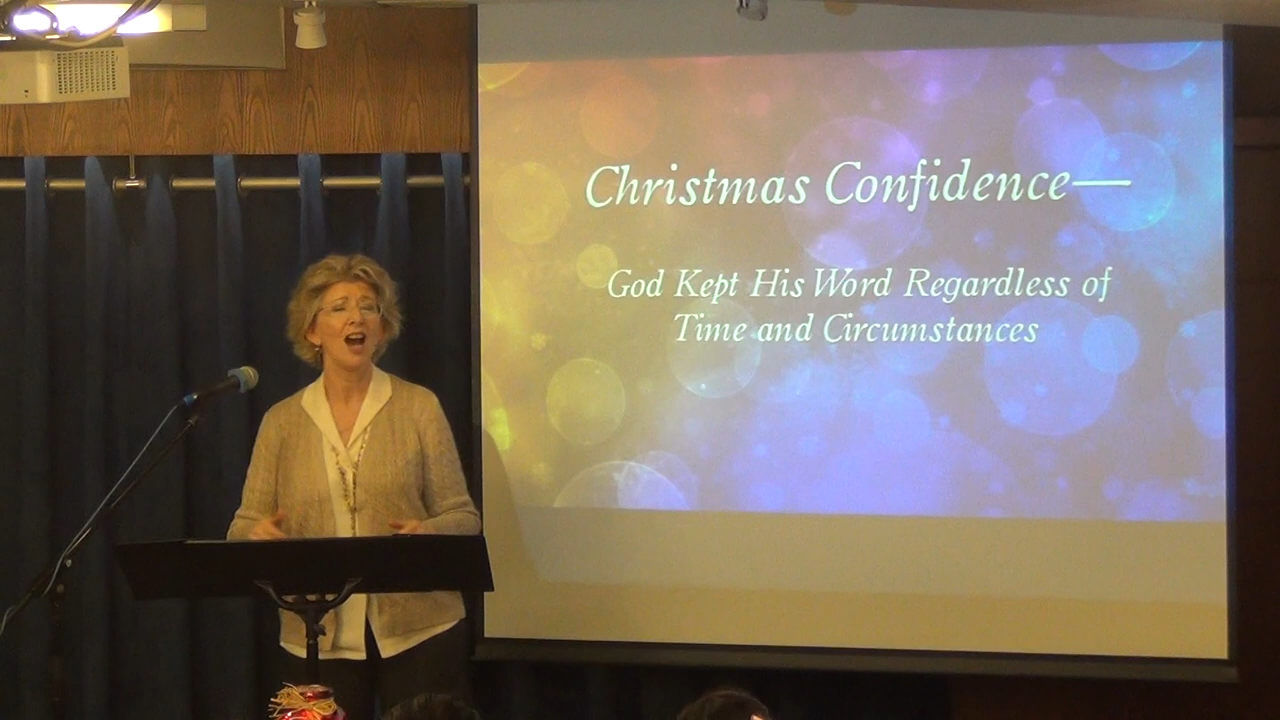 Christmas Confidence—
God Kept His Word Regardless of
Time and Circumstances